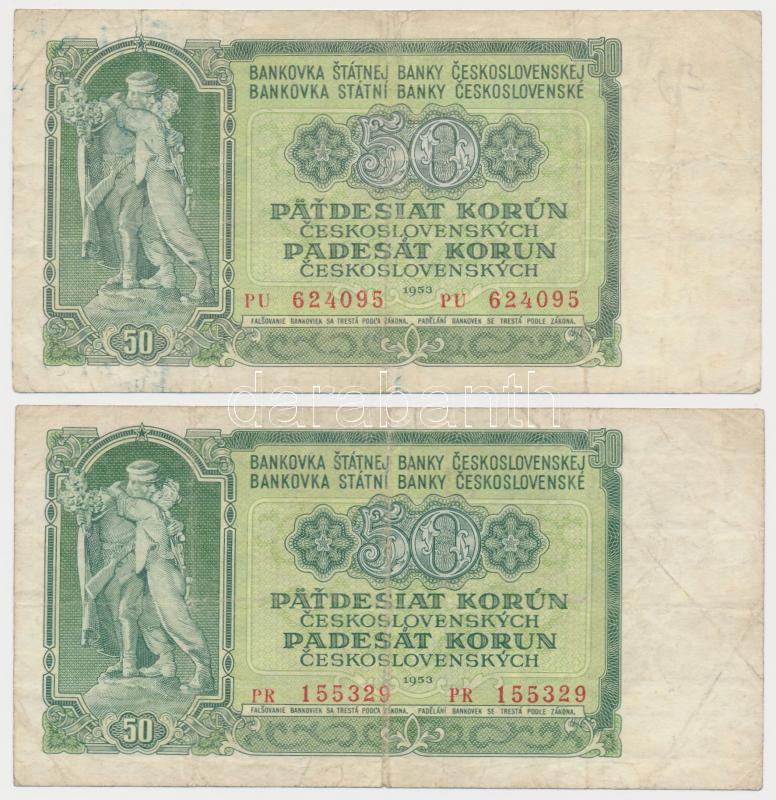 50
BANKOVKA ŠTÁTNEJ BANKY ČESKOSLOVENSKEJ
BANKOVKA STÁTNÍ BANKY ČESKOSLOVENSKÉ
50
PÄŤDESIAT KORÚN
ČESKOSLOVENSKÝCH
PADESÁT KORUN
ČESKOSLOVENSKÝCH
1953
PU 624095 PU 624095
FALŠOVANIE BANKOVIEK SA TRESTÁ PODĽA ZÁKONA. PADĚLÁNÍ BANKOVEK SE TRESTÁ PODLE ZÁKONA.
50
darabanth
50
BANKOVKA ŠTÁTNEJ BANKY ČESKOSLOVENSKEJ
BANKOVKA STÁTNÍ BANKY ČESKOSLOVENSKÉ
50
PÄŤDESIAT KORÚN
ČESKOSLOVENSKÝCH
PADESÁT KORUN
ČESKOSLOVENSKÝCH
1953
PR 155329 PR 155329
FALŠOVANIE BANKOVIEK SA TRESTÁ PODĽA ZÁKONA. PADĚLÁNÍ BANKOVEK SE TRESTÁ PODLE ZÁKONA.
50